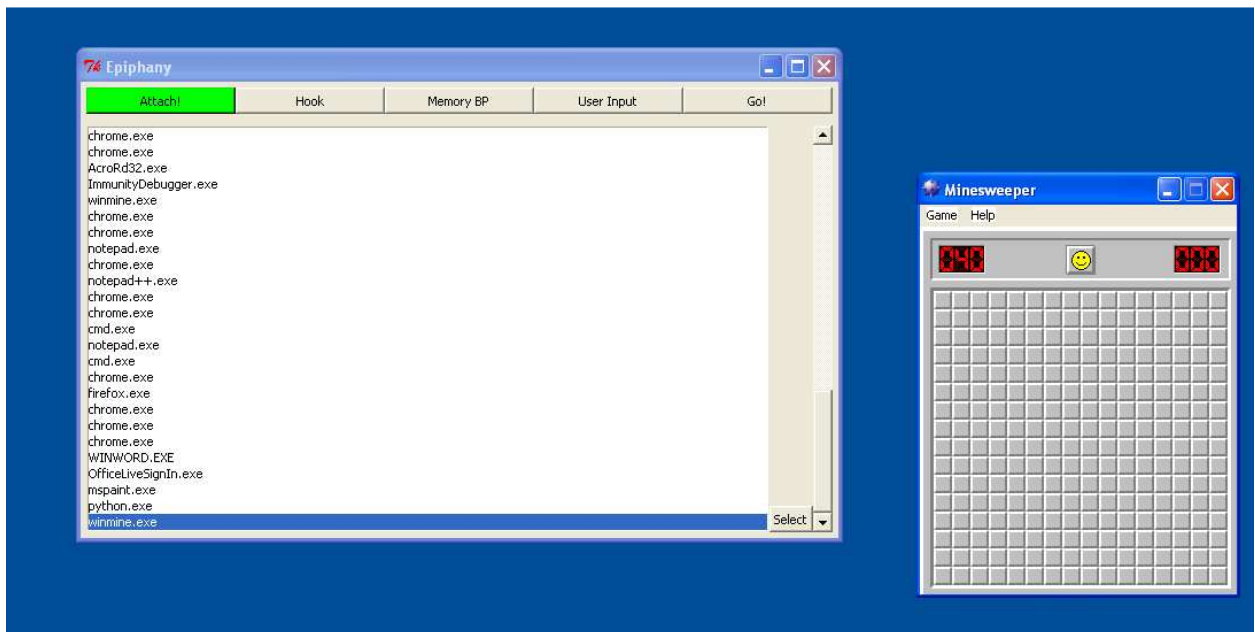 Epiphany
Attach! Hook Memory BP User Input Go!
chrome.exe
chrome.exe
AcroRd32.exe
ImmunityDebugger.exe
winmine.exe
chrome.exe
chrome.exe
notepad.exe
chrome.exe
notepad++.exe
chrome.exe
chrome.exe
cmd.exe
notepad.exe
cmd.exe
chrome.exe
firefox.exe
chrome.exe
chrome.exe
chrome.exe
WINWORD.EXE
OfficeLiveSignIn.exe
mspaint.exe
python.exe
winmine.exe
Select
Minesweeper
Game Help
040 000